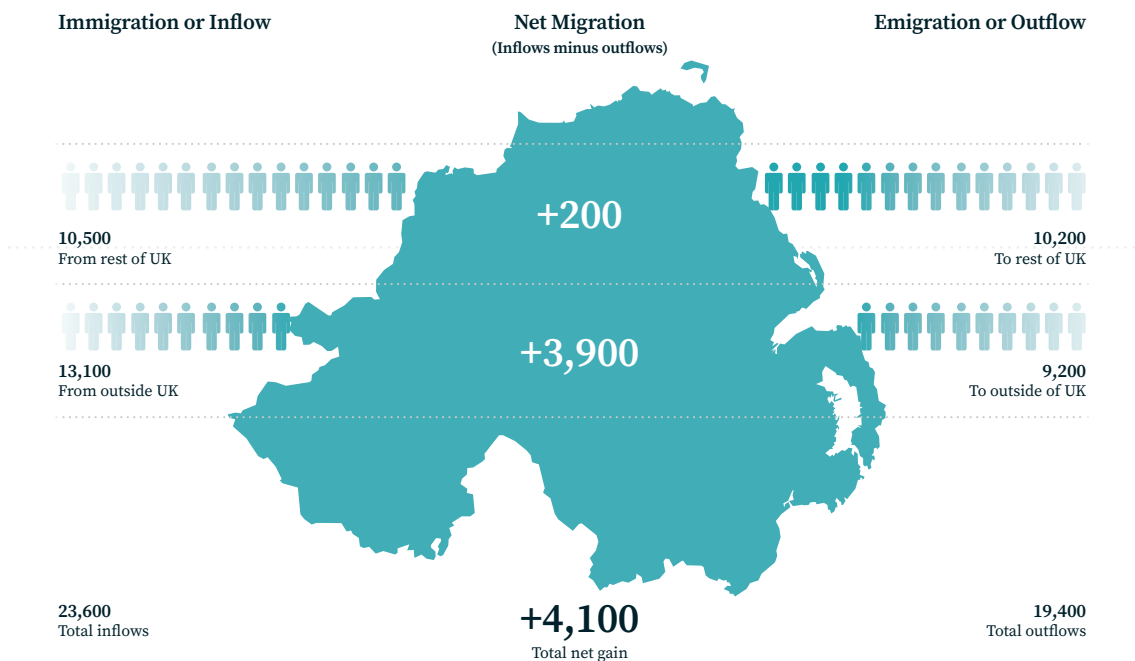 Immigration or Inflow
Net Migration
(Inflows minus outflows)
Emigration or Outflow
+200
10,500
From rest of UK
10,200
To rest of UK
+3,900
13,100
From outside UK
9,200
To outside of UK
23,600
Total inflows
+4,100
Total net gain
19,400
Total outflows